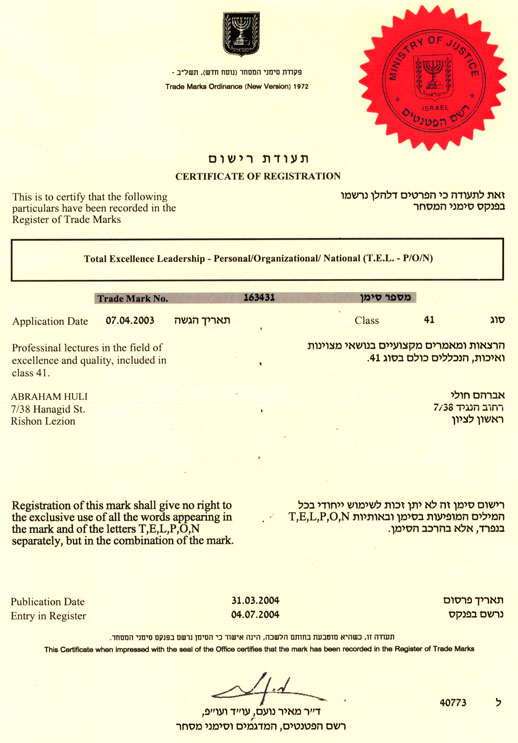 MINISTRY OF JUSTICE
ISRAEL
רשם הפטנטים
פקודת סימני המסחר (נוסח חדש), תשל"ב -
Trade Marks Ordinance (New Version) 1972
תעודת רישום
CERTIFICATE OF REGISTRATION
This is to certify that the following
particulars have been recorded in the
Register of Trade Marks
זאת לתעודה כי הפרטים דלהלן נרשמו
בפנקס סימני המסחר
Total Excellence Leadership - Personal/Organizational/ National (T.E.L. - P/O/N)
Trade Mark No. 163431 מספר סימן
Application Date 07.04.2003 תאריך הגשה Class 41 סוג
Professinal lectures in the field of
excellence and quality, included in
class 41.
הרצאות ומאמרים מקצועיים בנושאי מצוינות
ואיכות, הנכללים כולם בסוג 41.
ABRAHAM HULI
7/38 Hanagid St.
Rishon Lezion
אברהם חולי
רחוב הנגיד 7/38
ראשון לציון
Registration of this mark shall give no right to
the exclusive use of all the words appearing in
the mark and of the letters T,E,L,P,O,N
separately, but in the combination of the mark.
רישום סימן זה לא יתן זכות לשימוש ייחודי בכל
המילים המופיעות בסימן ובאותיות T,E,L,P,O,N
בנפרד, אלא בהרכב הסימן.
Publication Date 31.03.2004 תאריך פרסום
Entry in Register 04.07.2004 נרשם בפנקס
תעודה זו, כשהיא מוטבעת בחותם הלשכה, הינה אישור כי הסימן נרשם בפנקס סימני המסחר.
This Certificate when impressed with the seal of the Office certifies that the mark has been recorded in the Register of Trade Marks
ד"ר מאיר נועם, עו"ד ועו"פ,
רשם הפטנטים, המדגמים וסימני מסחר
40773 ל